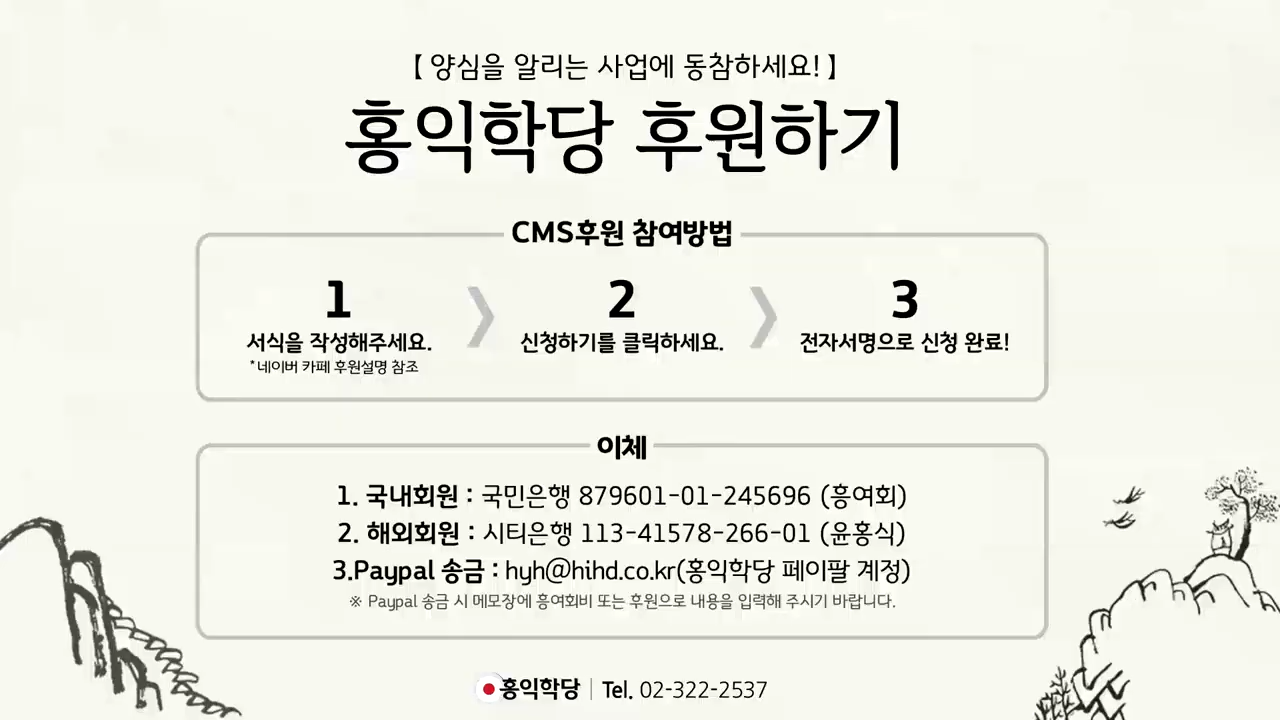 【 양심을 알리는 사업에 동참하세요! 】
홍익학당 후원하기
CMS후원 참여방법
1
서식을 작성해주세요.
*네이버 카페 후원설명 참조
2
신청하기를 클릭하세요.
3
전자서명으로 신청 완료!
이체
1. 국내회원 : 국민은행 879601-01-245696 (흥여회)
2. 해외회원 : 시티은행 113-41578-266-01 (윤홍식)
3.Paypal 송금 : hyh@hihd.co.kr(홍익학당 페이팔 계정)
※ Paypal 송금 시 메모장에 흥여회비 또는 후원으로 내용을 입력해 주시기 바랍니다.
홍익학당 | Tel. 02-322-2537